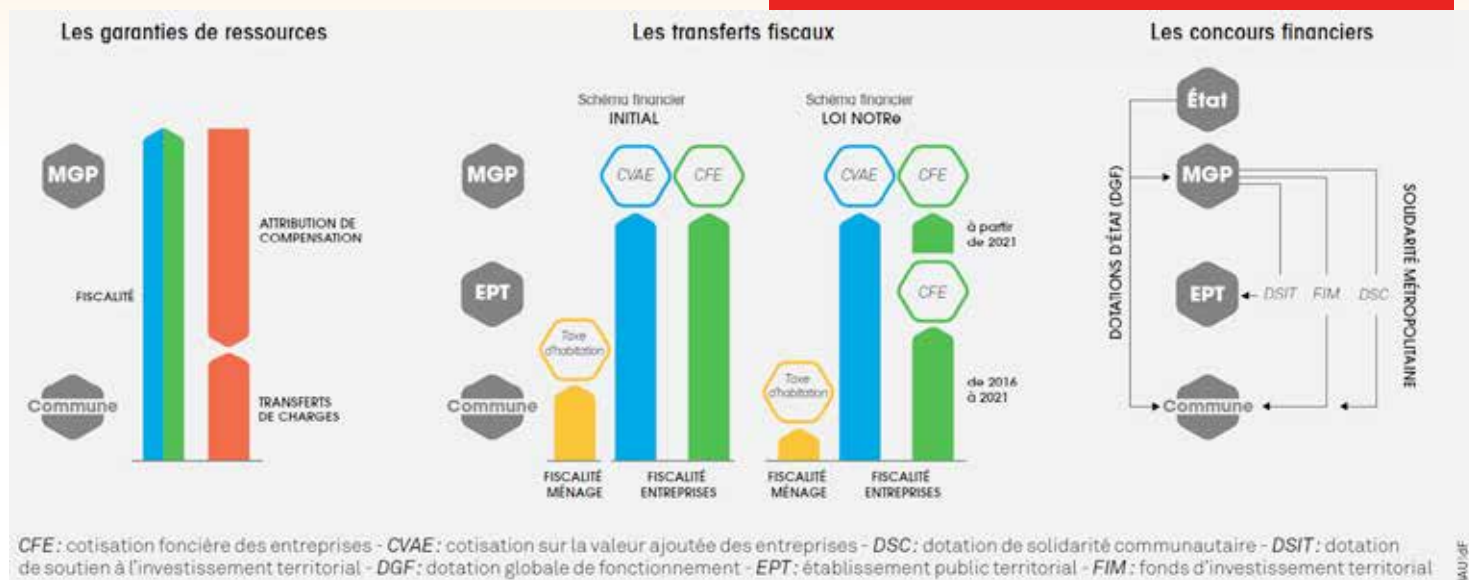 Les garanties de ressources
MGP
Commune
FISCALITÉ
ATTRIBUTION DE
COMPENSATION
TRANSFERTS
DE CHARGES
Les transferts fiscaux
Schéma financier
INITIAL
Schéma financier
LOI NOTRe
MGP
EPT
Commune
CVAE
CFE
Taxe
d'habitation
FISCALITÉ
MÉNAGE
FISCALITÉ
ENTREPRISES
CVAE
CFE
à partir
de 2021
CFE
Taxe
d'habitation
de 2016
à 2021
FISCALITÉ
MÉNAGE
FISCALITÉ
ENTREPRISES
Les concours financiers
État
MGP
EPT
DSIT
FIM
DSC
Commune
DOTATIONS D'ÉTAT (DGF)
SOLIDARITÉ MÉTROPOLITAINE
CFE : cotisation foncière des entreprises - CVAE : cotisation sur la valeur ajoutée des entreprises - DSC : dotation de solidarité communautaire - DSIT : dotation
de soutien à l'investissement territorial - DGF : dotation globale de fonctionnement - EPT : établissement public territorial - FIM : fonds d'investissement territorial